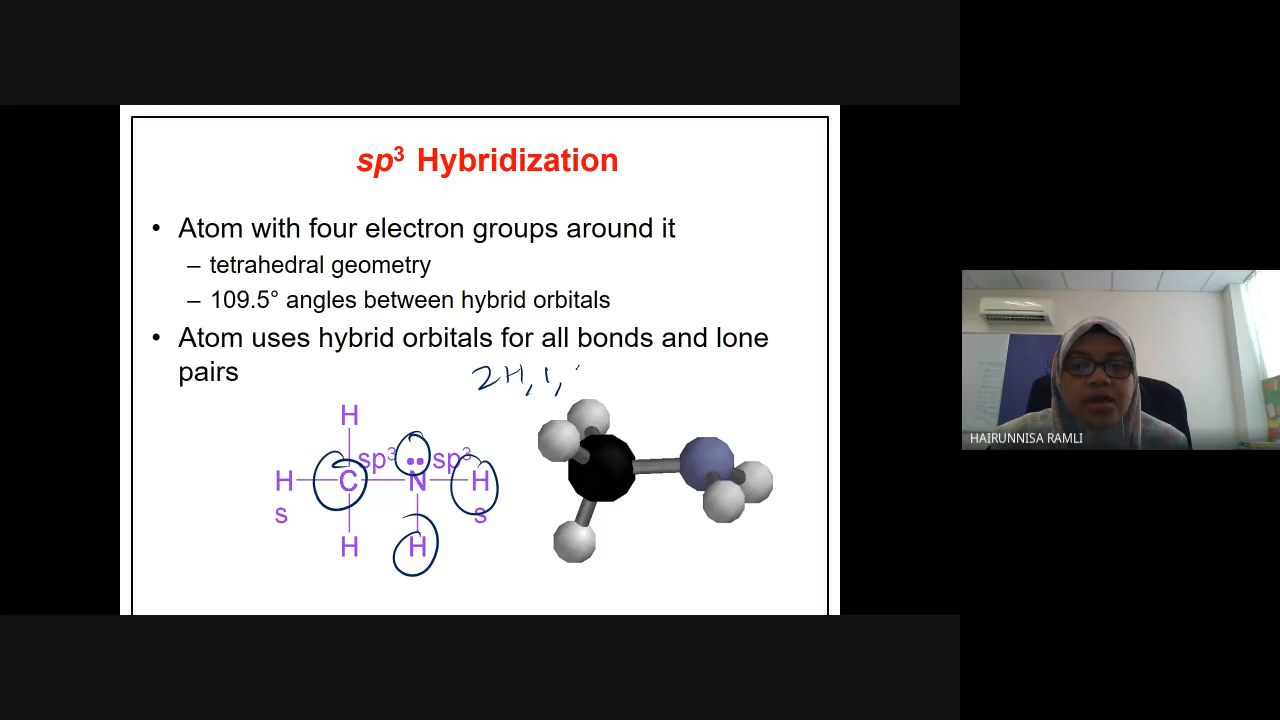 sp³ Hybridization
• Atom with four electron groups around it
– tetrahedral geometry
– 109.5° angles between hybrid orbitals
• Atom uses hybrid orbitals for all bonds and lone
pairs
2H, 1,
H
sp³ sp³
H C N H
s s
H H
HAIRUNNISA RAMLI